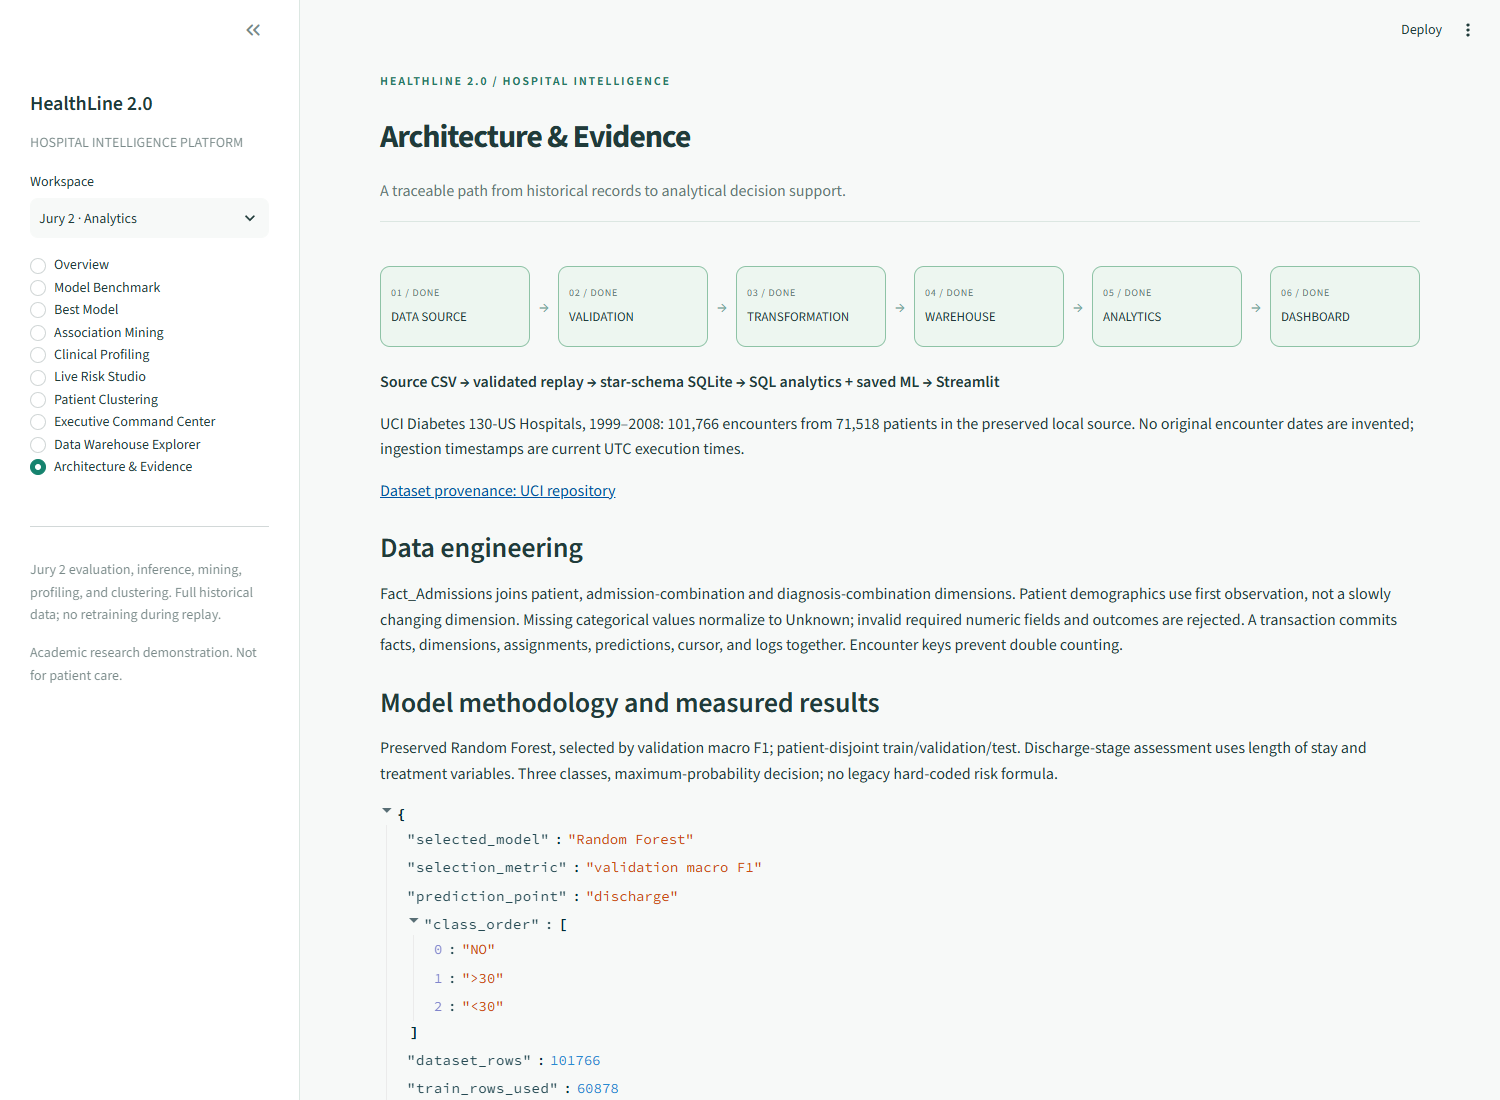 Deploy
HealthLine 2.0
HOSPITAL INTELLIGENCE PLATFORM
Workspace
Jury 2 · Analytics
Overview
Model Benchmark
Best Model
Association Mining
Clinical Profiling
Live Risk Studio
Patient Clustering
Executive Command Center
Data Warehouse Explorer
Architecture & Evidence
Jury 2 evaluation, inference, mining,
profiling, and clustering. Full historical
data; no retraining during replay.
Academic research demonstration. Not
for patient care.
HEALTHLINE 2.0 / HOSPITAL INTELLIGENCE
Architecture & Evidence
A traceable path from historical records to analytical decision support.
01 / DONE
DATA SOURCE
→
02 / DONE
VALIDATION
→
03 / DONE
TRANSFORMATION
→
04 / DONE
WAREHOUSE
→
05 / DONE
ANALYTICS
→
06 / DONE
DASHBOARD
Source CSV → validated replay → star-schema SQLite → SQL analytics + saved ML → Streamlit
UCI Diabetes 130-US Hospitals, 1999–2008: 101,766 encounters from 71,518 patients in the preserved local source. No original encounter dates are invented;
ingestion timestamps are current UTC execution times.
Dataset provenance: UCI repository
Data engineering
Fact_Admissions joins patient, admission-combination and diagnosis-combination dimensions. Patient demographics use first observation, not a slowly
changing dimension. Missing categorical values normalize to Unknown; invalid required numeric fields and outcomes are rejected. A transaction commits
facts, dimensions, assignments, predictions, cursor, and logs together. Encounter keys prevent double counting.
Model methodology and measured results
Preserved Random Forest, selected by validation macro F1; patient-disjoint train/validation/test. Discharge-stage assessment uses length of stay and
treatment variables. Three classes, maximum-probability decision; no legacy hard-coded risk formula.
{
"selected_model" : "Random Forest"
"selection_metric" : "validation macro F1"
"prediction_point" : "discharge"
"class_order" : [
0 : "NO"
1 : ">30"
2 : "<30"
]
"dataset_rows" : 101766
"train_rows_used" : 60878